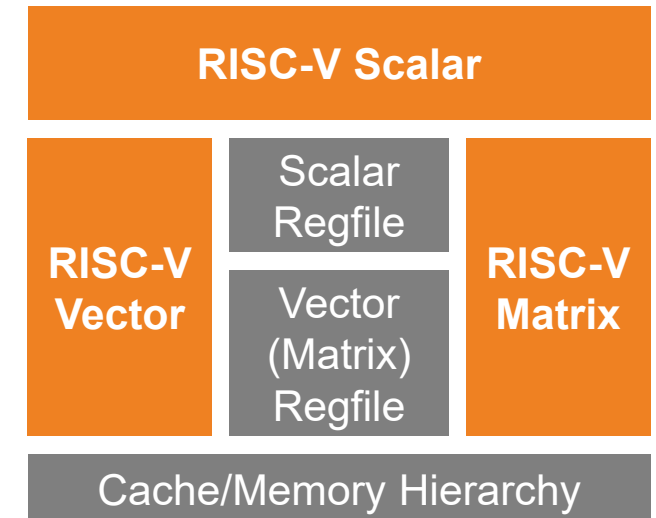 RISC-V Scalar
RISC-V
Vector
Scalar
Regfile
Vector
(Matrix)
Regfile
RISC-V
Matrix
Cache/Memory Hierarchy